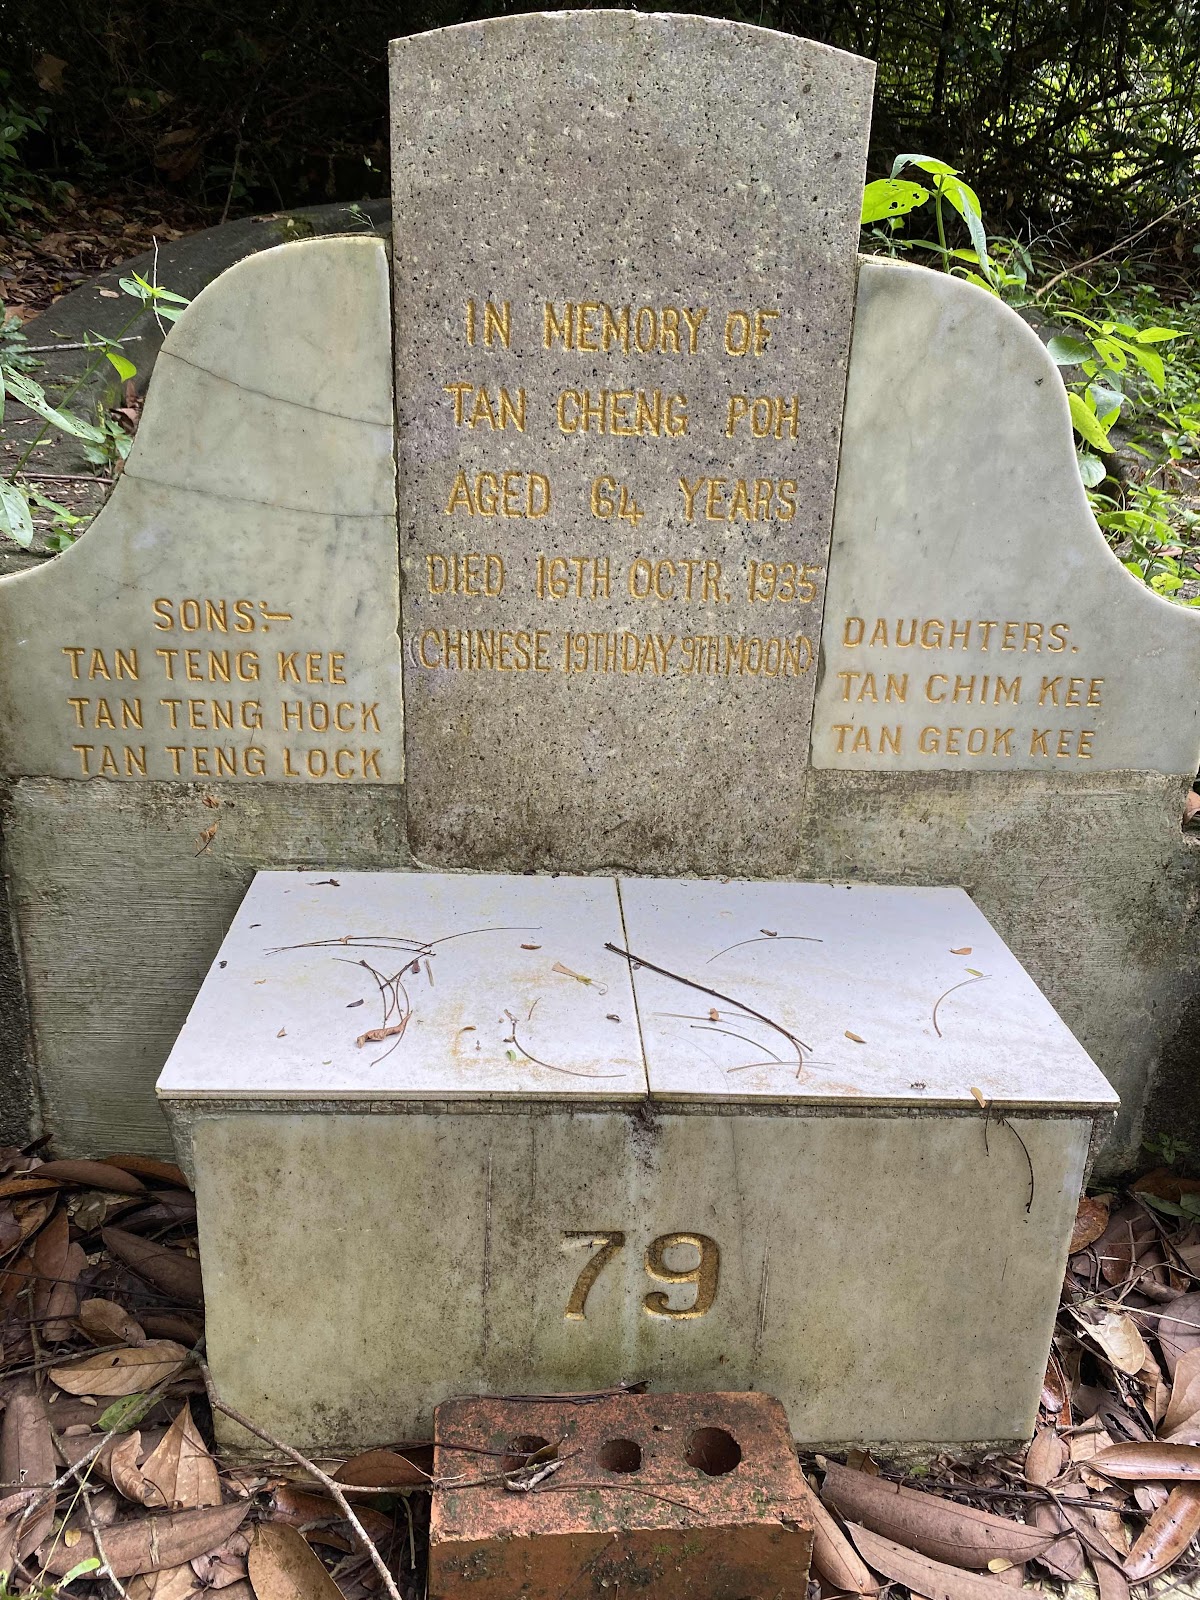 IN MEMORY OF
TAN CHENG POH
AGED 64 YEARS
DIED 16TH OCTR, 1935
(CHINESE 19TH DAY 9TH MOON)
SONS:—
TAN TENG KEE
TAN TENG HOCK
TAN TENG LOCK
DAUGHTERS.
TAN CHIM KEE
TAN GEOK KEE
79